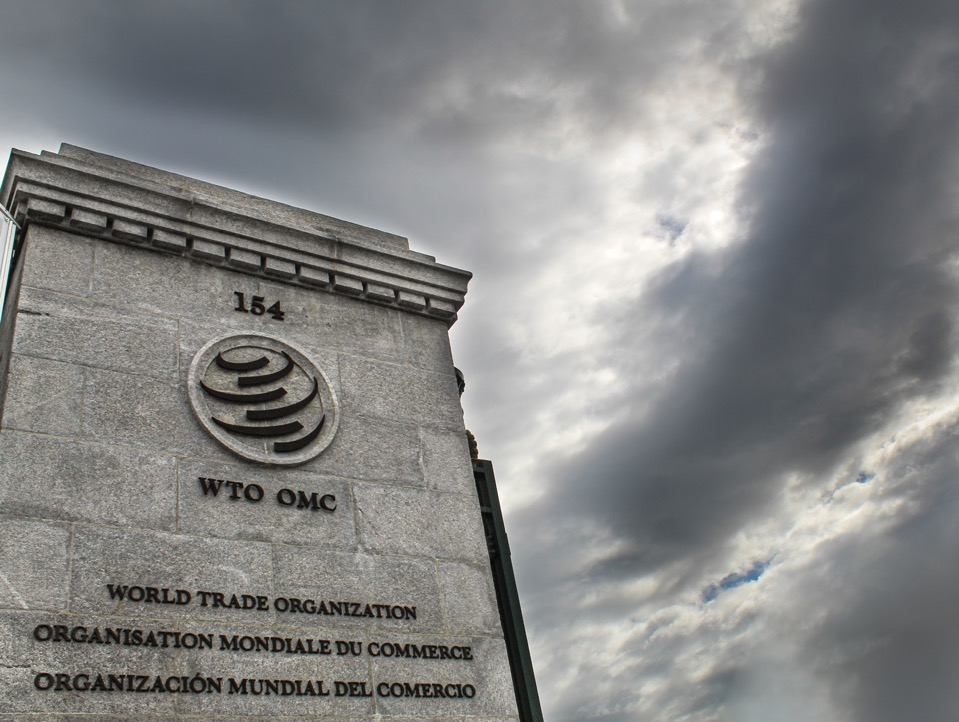 154
WTO OMC
WORLD TRADE ORGANIZATION
ORGANISATION MONDIALE DU COMMERCE
ORGANIZACIÓN MUNDIAL DEL COMERCIO